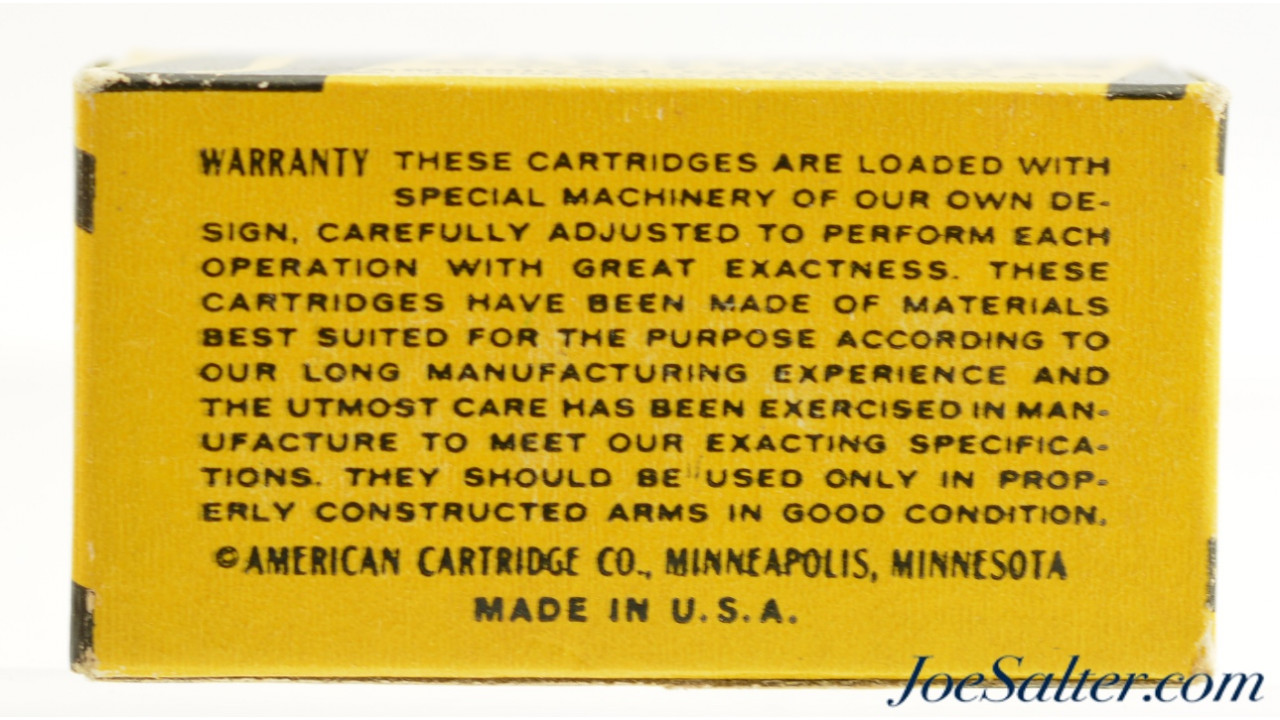 WARRANTY THESE CARTRIDGES ARE LOADED WITH
SPECIAL MACHINERY OF OUR OWN DE-
SIGN, CAREFULLY ADJUSTED TO PERFORM EACH
OPERATION WITH GREAT EXACTNESS. THESE
CARTRIDGES HAVE BEEN MADE OF MATERIALS
BEST SUITED FOR THE PURPOSE ACCORDING TO
OUR LONG MANUFACTURING EXPERIENCE AND
THE UTMOST CARE HAS BEEN EXERCISED IN MAN-
UFACTURE TO MEET OUR EXACTING SPECIFICA-
TIONS. THEY SHOULD BE USED ONLY IN PROP-
ERLY CONSTRUCTED ARMS IN GOOD CONDITION.
©AMERICAN CARTRIDGE CO., MINNEAPOLIS, MINNESOTA
MADE IN U.S.A.
JoeSalter.com